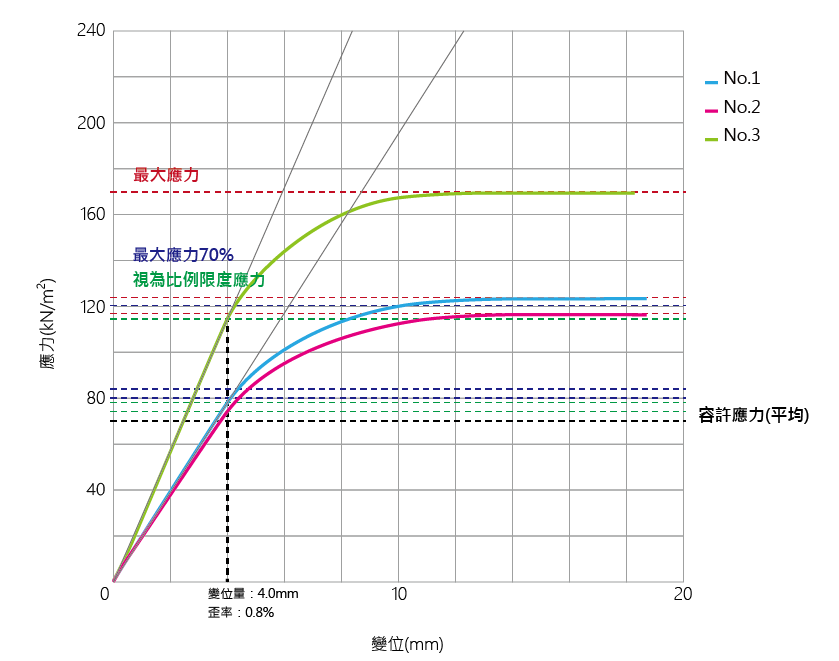 240
200
160
120
80
40
0
10
20
最大應力
最大應力70%
視為比例限度應力
No.1
No.2
No.3
容許應力(平均)
應力(kN/m²)
變位量：4.0mm
歪率：0.8%
變位(mm)